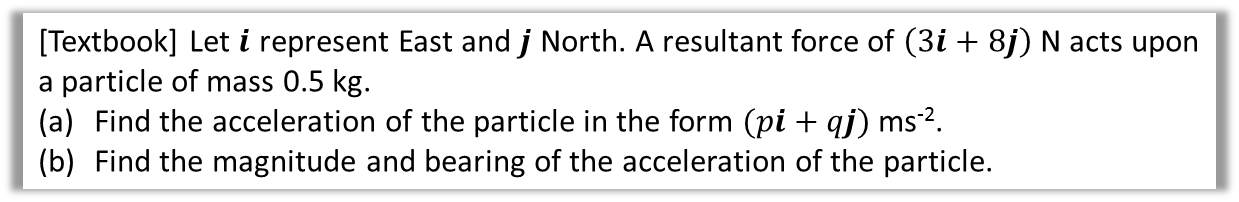 [Textbook] Let i represent East and j North. A resultant force of (3i + 8j) N acts upon
a particle of mass 0.5 kg.
(a) Find the acceleration of the particle in the form (pi + qj) ms⁻².
(b) Find the magnitude and bearing of the acceleration of the particle.